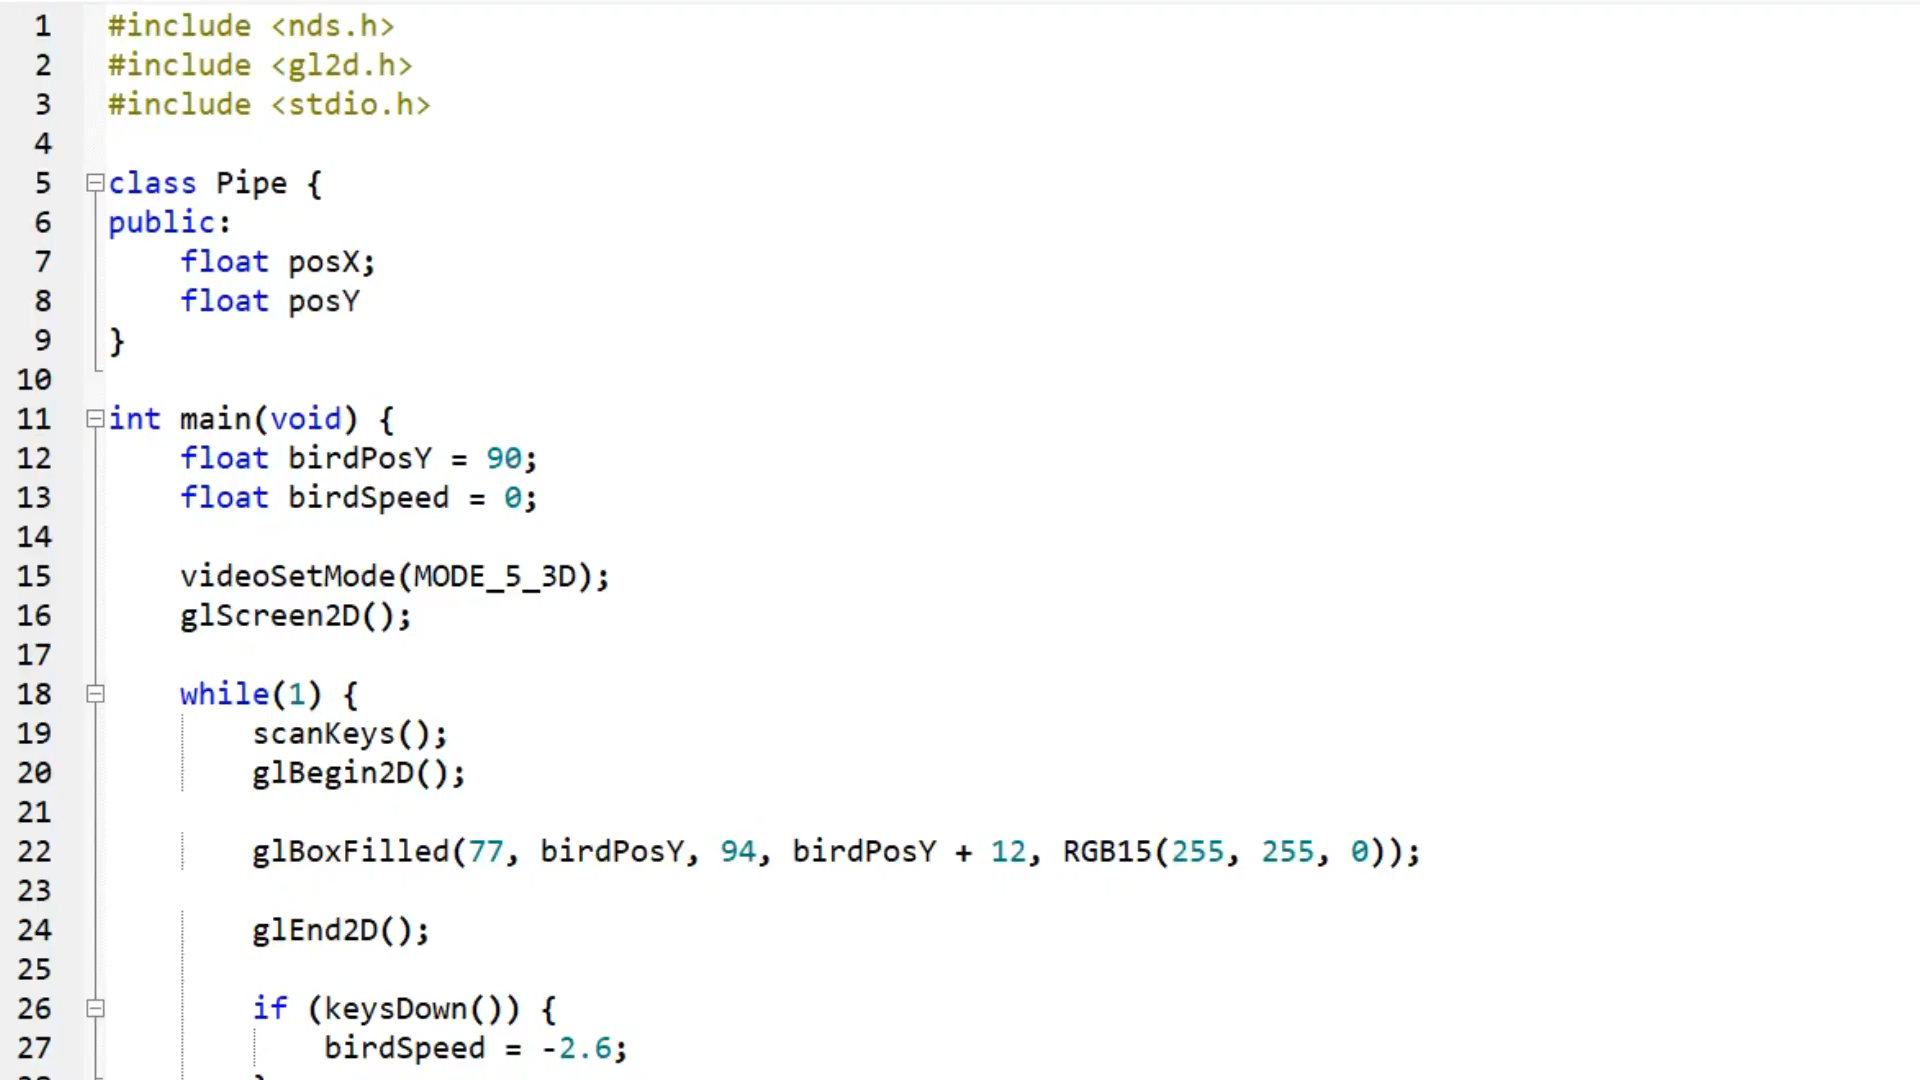 1 #include <nds.h>
2 #include <gl2d.h>
3 #include <stdio.h>
4
5 class Pipe {
6 public:
7     float posX;
8     float posY
9 }
10
11 int main(void) {
12     float birdPosY = 90;
13     float birdSpeed = 0;
14
15     videoSetMode(MODE_5_3D);
16     glScreen2D();
17
18     while(1) {
19         scanKeys();
20         glBegin2D();
21
22         glBoxFilled(77, birdPosY, 94, birdPosY + 12, RGB15(255, 255, 0));
23
24         glEnd2D();
25
26         if (keysDown()) {
27             birdSpeed = -2.6;